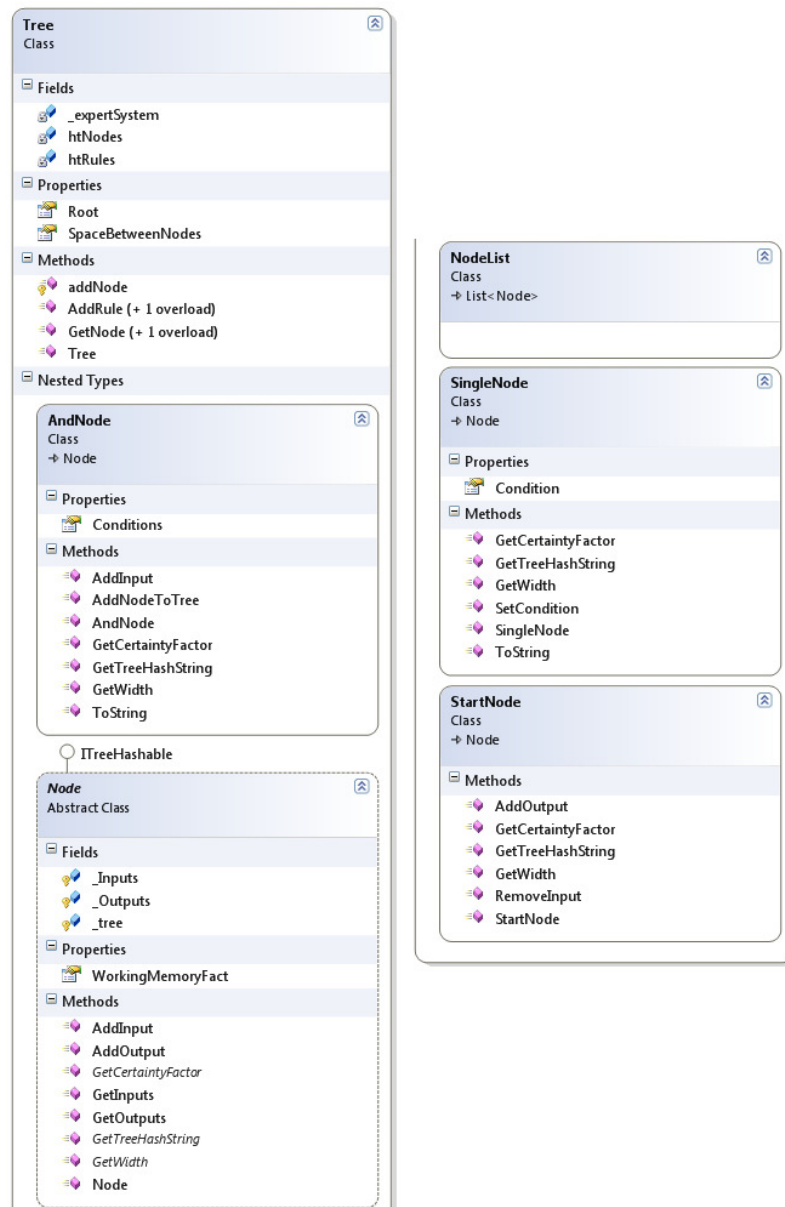 Tree
Class
Fields
_expertSystem
htNodes
htRules
Properties
Root
SpaceBetweenNodes
Methods
addNode
AddRule (+ 1 overload)
GetNode (+ 1 overload)
Tree
Nested Types
AndNode
Class
Node
Properties
Conditions
Methods
AddInput
AddNodeToTree
AndNode
GetCertaintyFactor
GetTreeHashString
GetWidth
ToString
ITreeHashable
Node
Abstract Class
Fields
_Inputs
_Outputs
_tree
Properties
WorkingMemoryFact
Methods
AddInput
AddOutput
GetCertaintyFactor
GetInputs
GetOutputs
GetTreeHashString
GetWidth
Node
NodeList
Class
List<Node>
SingleNode
Class
Node
Properties
Condition
Methods
GetCertaintyFactor
GetTreeHashString
GetWidth
SetCondition
SingleNode
ToString
StartNode
Class
Node
Methods
AddOutput
GetCertaintyFactor
GetTreeHashString
GetWidth
RemoveInput
StartNode